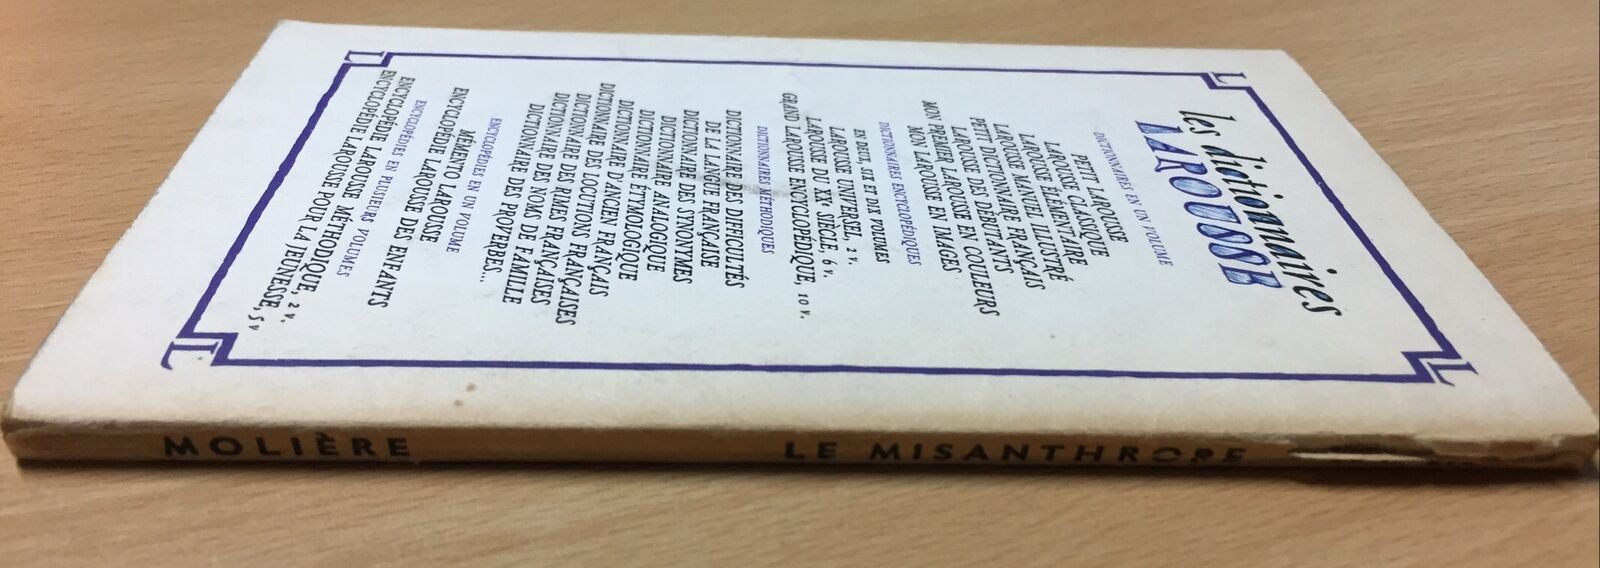 les dictionnaires
LAROUSSE
DICTIONNAIRES EN UN VOLUME
PETIT LAROUSSE
LAROUSSE CLASSIQUE
LAROUSSE ÉLÉMENTAIRE
LAROUSSE MANUEL ILLUSTRÉ
PETIT DICTIONNAIRE FRANÇAIS
LAROUSSE DES DÉBUTANTS
MON PREMIER LAROUSSE EN COULEURS
MON LAROUSSE EN IMAGES
DICTIONNAIRES ENCYCLOPÉDIQUES
EN DEUX, SIX ET DIX VOLUMES
LAROUSSE UNIVERSEL, 2 v.
LAROUSSE DU XXe SIÈCLE, 6 v.
GRAND LAROUSSE ENCYCLOPÉDIQUE, 10 v.
DICTIONNAIRES MÉTHODIQUES
DICTIONNAIRE DES DIFFICULTÉS
DE LA LANGUE FRANÇAISE
DICTIONNAIRE DES SYNONYMES
DICTIONNAIRE ANALOGIQUE
DICTIONNAIRE ÉTYMOLOGIQUE
DICTIONNAIRE D'ANCIEN FRANÇAIS
DICTIONNAIRE DES LOCUTIONS FRANÇAISES
DICTIONNAIRE DES RIMES FRANÇAISES
DICTIONNAIRE DES NOMS DE FAMILLE
DICTIONNAIRE DES PROVERBES...
ENCYCLOPÉDIES EN UN VOLUME
MÉMENTO LAROUSSE
ENCYCLOPÉDIE LAROUSSE DES ENFANTS
ENCYCLOPÉDIES EN PLUSIEURS VOLUMES
ENCYCLOPÉDIE LAROUSSE MÉTHODIQUE, 2 v.
ENCYCLOPÉDIE LAROUSSE POUR LA JEUNESSE, 5 v
L
L
L
L
MOLIÈRE
LE MISANTHROPE